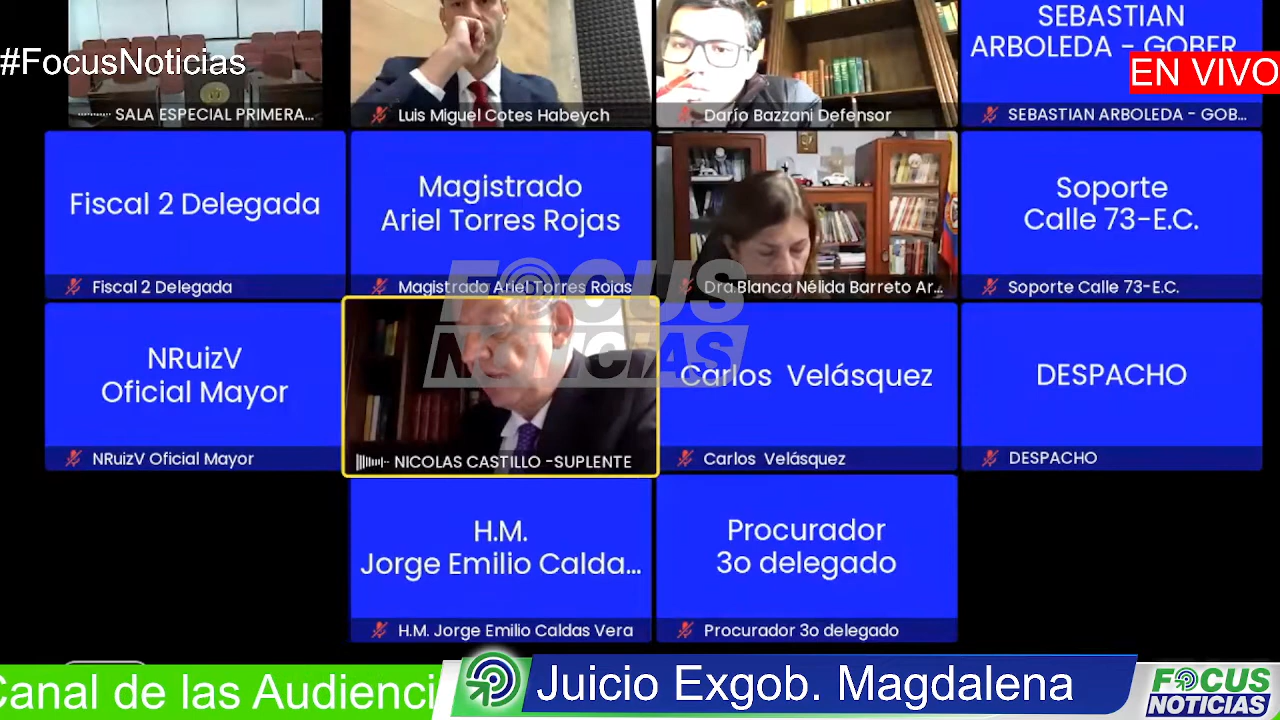 #FocusNoticias
SALA ESPECIAL PRIMERA...
Luis Miguel Cotes Habeych
Darío Bazzani Defensor
SEBASTIAN
ARBOLEDA - GOBER
EN VIVO
SEBASTIAN ARBOLEDA - GOB...
Fiscal 2 Delegada
Fiscal 2 Delegada
Magistrado
Ariel Torres Rojas
Magistrado Ariel Torres Rojas
Dra.Blanca Nélida Barreto Ar...
Soporte
Calle 73-E.C.
Soporte Calle 73-E.C.
FOCUS
NOTICIAS
NRuizV
Oficial Mayor
NRuizV Oficial Mayor
NICOLAS CASTILLO -SUPLENTE
Carlos Velásquez
Carlos Velásquez
DESPACHO
DESPACHO
H.M.
Jorge Emilio Calda...
H.M. Jorge Emilio Caldas Vera
Procurador
3o delegado
Procurador 3o delegado
Canal de las Audienci
Juicio Exgob. Magdalena
FOCUS
NOTICIAS